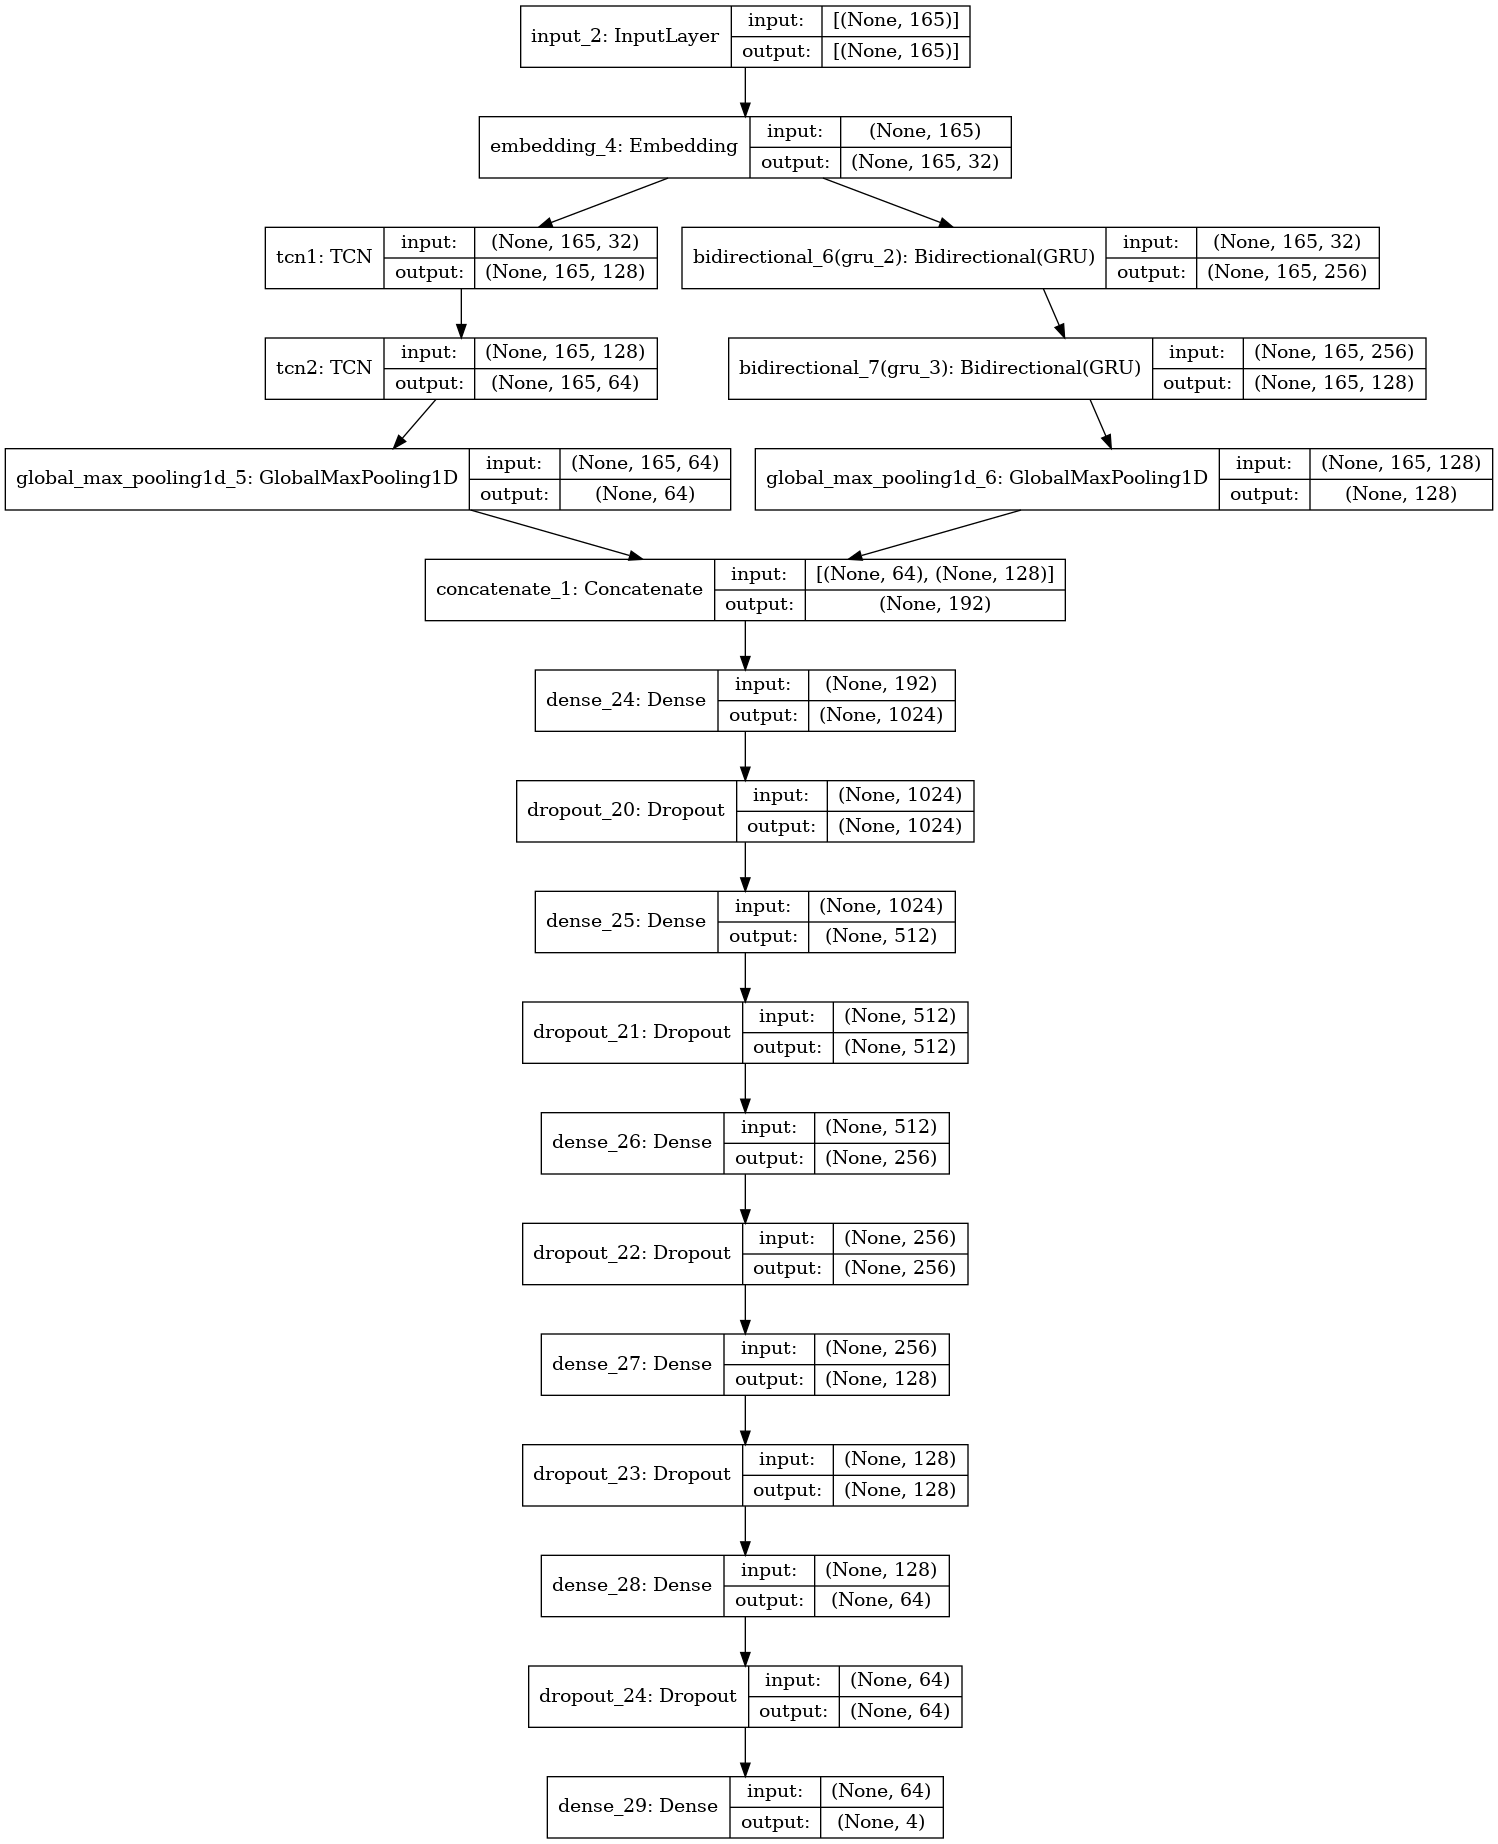 input_2: InputLayer
input:
[(None, 165)]
output:
[(None, 165)]
embedding_4: Embedding
input:
(None, 165)
output:
(None, 165, 32)
tcn1: TCN
input:
(None, 165, 32)
output:
(None, 165, 128)
bidirectional_6(gru_2): Bidirectional(GRU)
input:
(None, 165, 32)
output:
(None, 165, 256)
tcn2: TCN
input:
(None, 165, 128)
output:
(None, 165, 64)
bidirectional_7(gru_3): Bidirectional(GRU)
input:
(None, 165, 256)
output:
(None, 165, 128)
global_max_pooling1d_5: GlobalMaxPooling1D
input:
(None, 165, 64)
output:
(None, 64)
global_max_pooling1d_6: GlobalMaxPooling1D
input:
(None, 165, 128)
output:
(None, 128)
concatenate_1: Concatenate
input:
[(None, 64), (None, 128)]
output:
(None, 192)
dense_24: Dense
input:
(None, 192)
output:
(None, 1024)
dropout_20: Dropout
input:
(None, 1024)
output:
(None, 1024)
dense_25: Dense
input:
(None, 1024)
output:
(None, 512)
dropout_21: Dropout
input:
(None, 512)
output:
(None, 512)
dense_26: Dense
input:
(None, 512)
output:
(None, 256)
dropout_22: Dropout
input:
(None, 256)
output:
(None, 256)
dense_27: Dense
input:
(None, 256)
output:
(None, 128)
dropout_23: Dropout
input:
(None, 128)
output:
(None, 128)
dense_28: Dense
input:
(None, 128)
output:
(None, 64)
dropout_24: Dropout
input:
(None, 64)
output:
(None, 64)
dense_29: Dense
input:
(None, 64)
output:
(None, 4)